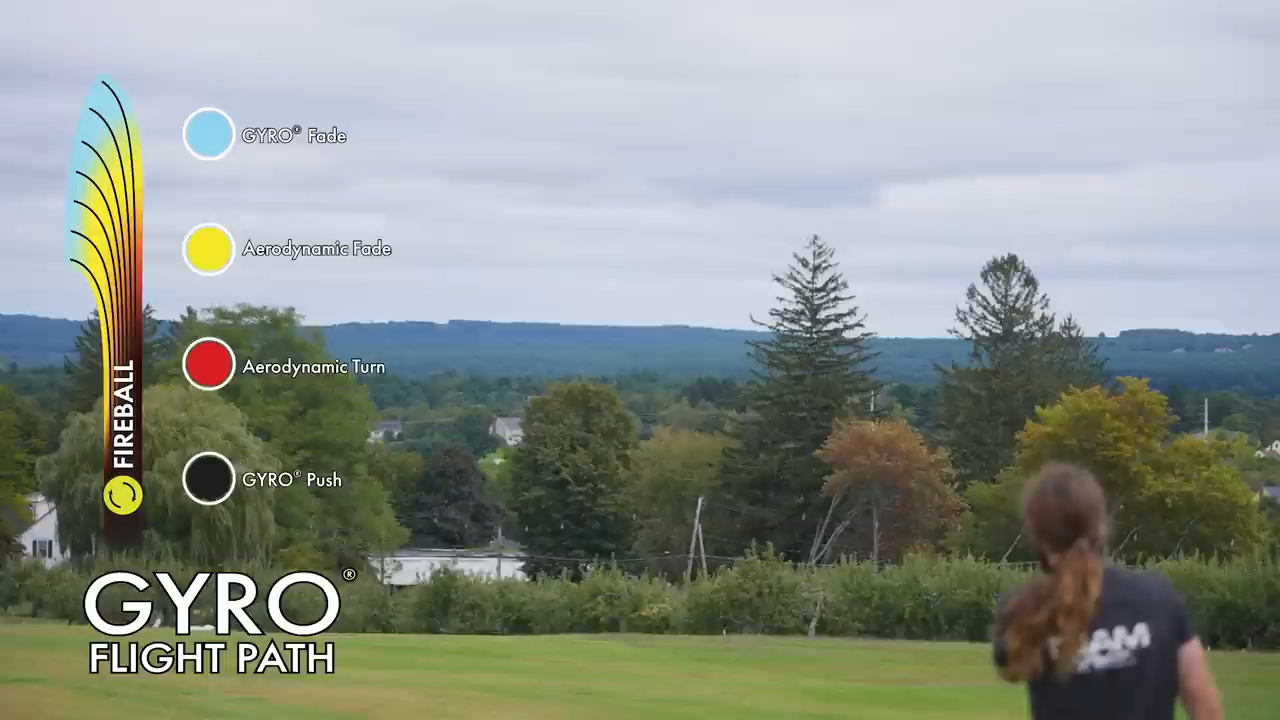 GYRO® Fade
Aerodynamic Fade
Aerodynamic Turn
FIREBALL
GYRO® Push
GYRO®
FLIGHT PATH